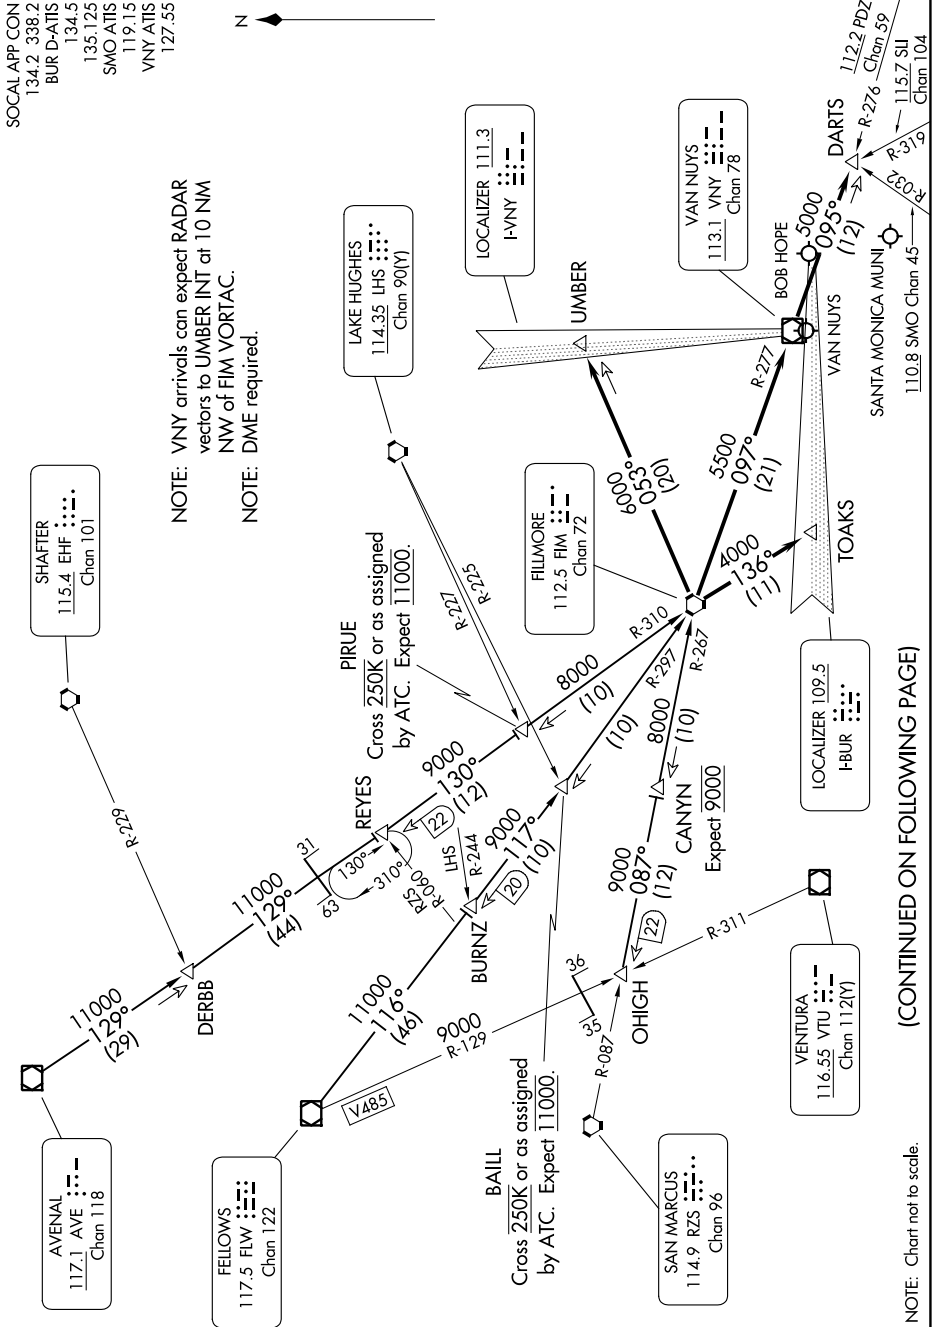 SOCAL APP CON
134.2 338.2
BUR D-ATIS
134.5
135.125
SMO ATIS
119.15
VNY ATIS
127.55
N
NOTE: VNY arrivals can expect RADAR
vectors to UMBER INT at 10 NM
NW of FIM VORTAC.
NOTE: DME required.
SHAFTER
115.4 EHF
Chan 101
LAKE HUGHES
114.35 LHS
Chan 90(Y)
LOCALIZER 111.3
I-VNY
VAN NUYS
113.1 VNY
Chan 78
112.2 PDZ
Chan 59
115.7 SLI
Chan 104
R-276
R-319
R-032
DARTS
5000
095°
(12)
BOB HOPE
VAN NUYS
SANTA MONICA MUNI
110.8 SMO Chan 45
UMBER
6000
053°
(20)
R-277
5500
097°
(21)
4000
136°
(11)
TOAKS
FILLMORE
112.5 FIM
Chan 72
LOCALIZER 109.5
I-BUR
R-229
R-227
R-225
PIRUE
Cross 250K or as assigned
by ATC. Expect 11000.
8000
(10)
R-310
R-297
(10)
R-267
8000
(10)
9000
130°
(12)
REYES
22
31
63
130°
310°
RZS
R-060
LHS
R-244
9000
117°
(10)
20
BURNZ
CANYN
Expect 9000
9000
087°
(12)
22
OHIGH
36
35
R-311
R-087
11000
129°
(44)
DERBB
11000
129°
(29)
11000
116°
(46)
9000
R-129
V485
BAILL
Cross 250K or as assigned
by ATC. Expect 11000.
AVENAL
117.1 AVE
Chan 118
FELLOWS
117.5 FLW
Chan 122
SAN MARCUS
114.9 RZS
Chan 96
VENTURA
116.55 VTU
Chan 112(Y)
(CONTINUED ON FOLLOWING PAGE)
NOTE: Chart not to scale.